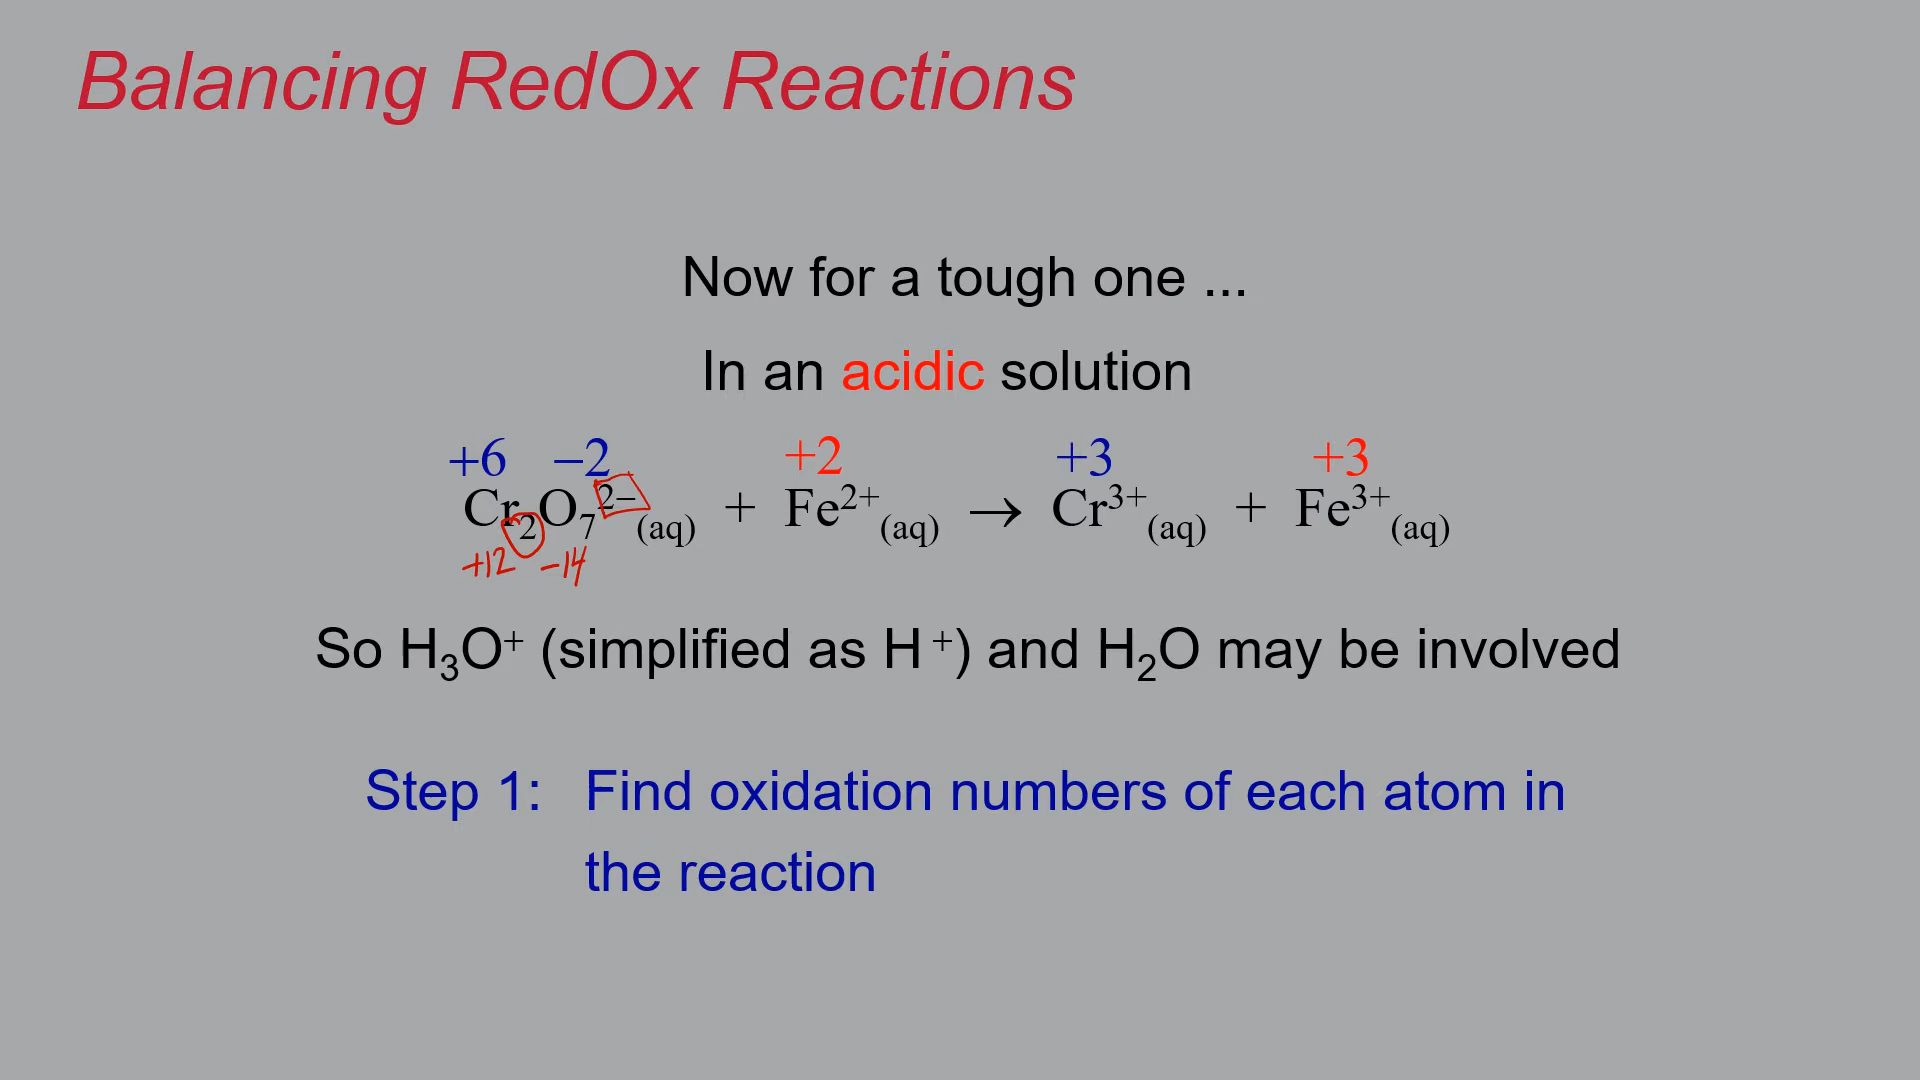 Balancing RedOx Reactions
Now for a tough one ...
In an acidic solution
+6 −2 +2 +3 +3
Cr₂O₇²⁻(aq) + Fe²⁺(aq) → Cr³⁺(aq) + Fe³⁺(aq)
+12 −14
So H₃O⁺ (simplified as H ⁺) and H₂O may be involved
Step 1: Find oxidation numbers of each atom in
the reaction